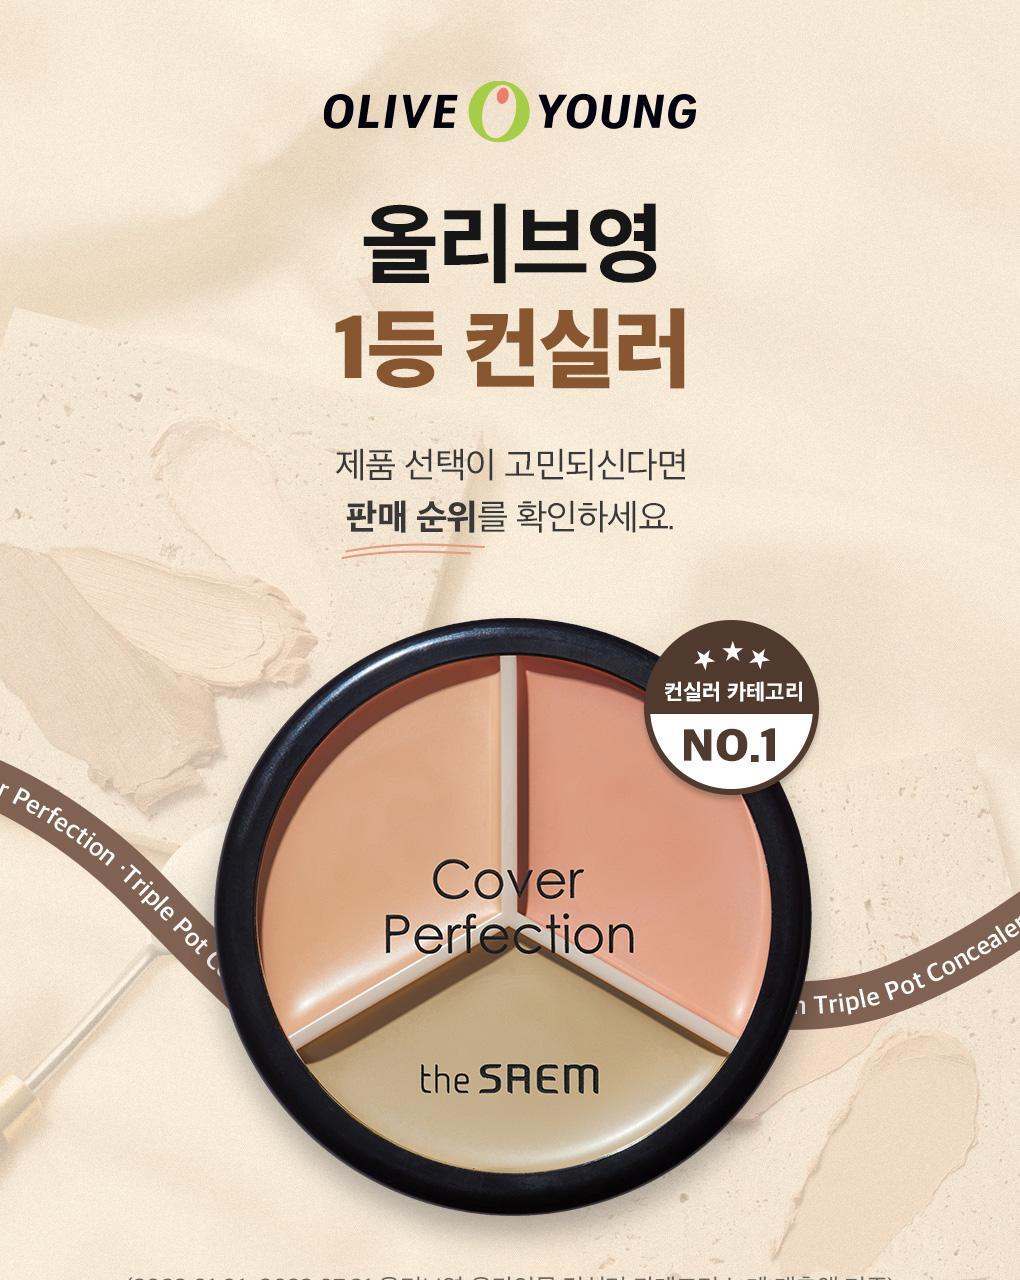 OLIVE YOUNG
올리브영
1등 컨실러
제품 선택이 고민되신다면
판매 순위를 확인하세요.
컨실러 카테고리
NO.1
Perfection · Triple Pot
Cover
Perfection
Triple Pot Concealer
the SAEM